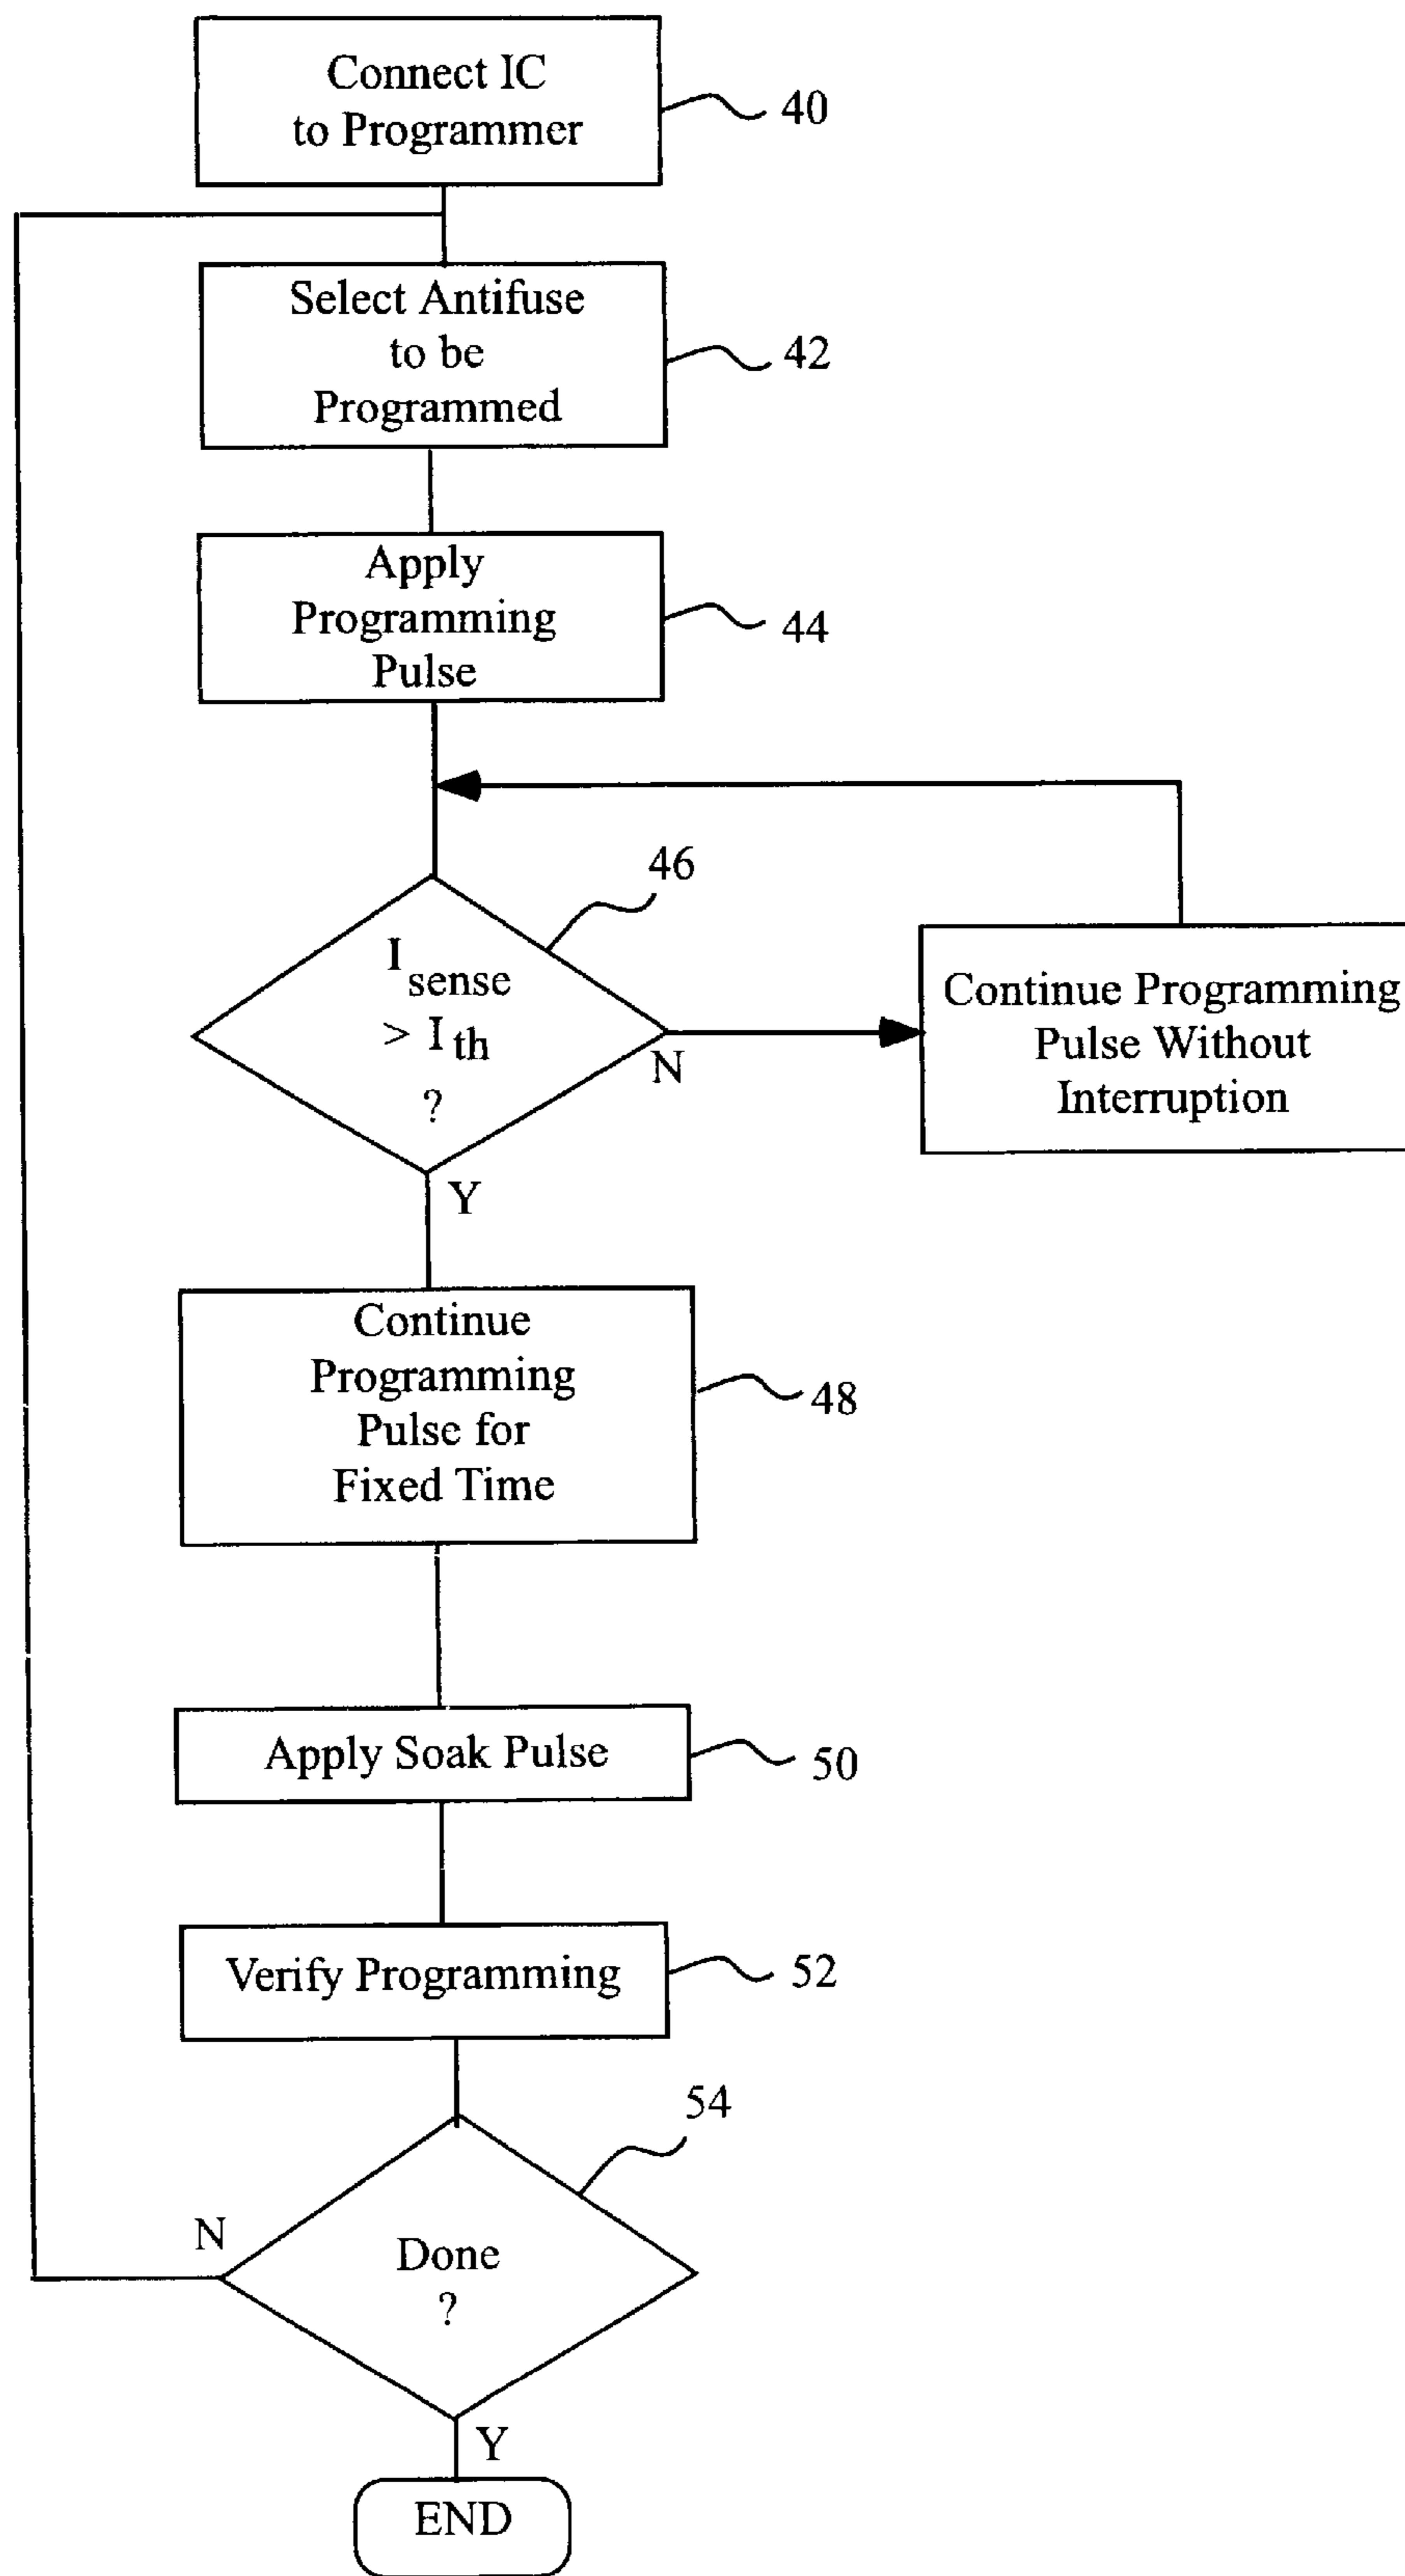 Connect IC
to Programmer
40
Select Antifuse
to be
Programmed
42
Apply
Programming
Pulse
44
46
I sense
> I th
?
N
Continue Programming
Pulse Without
Interruption
Y
Continue
Programming
Pulse for
Fixed Time
48
Apply Soak Pulse
50
Verify Programming
52
54
N
Done
?
Y
END